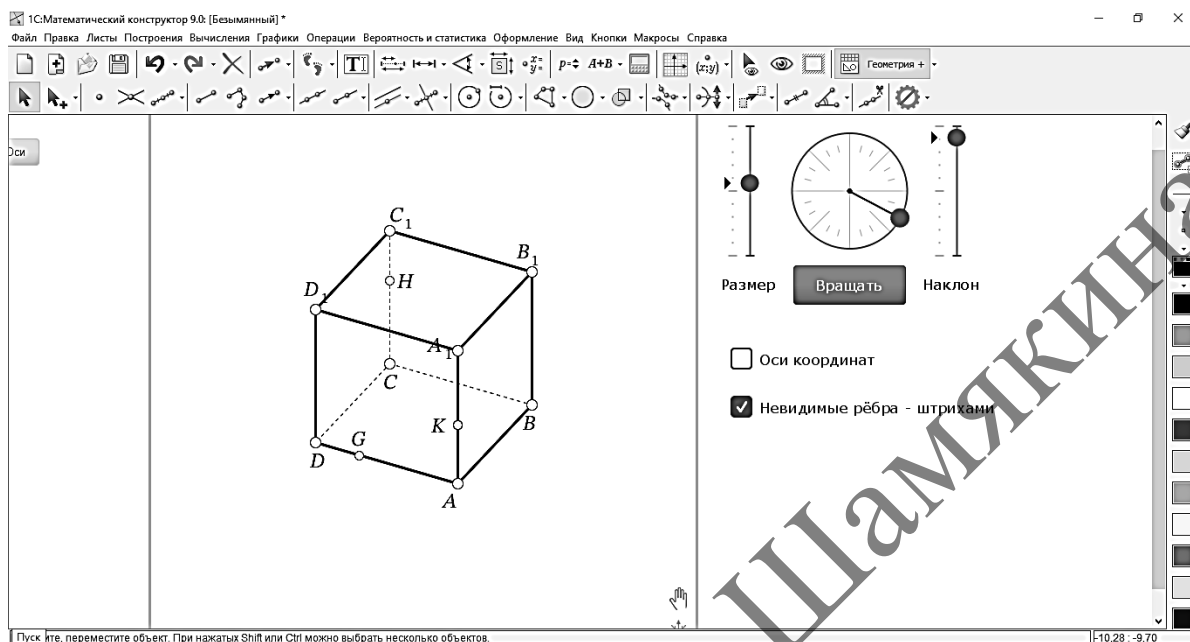 1С:Математический конструктор 9.0: [Безымянный] *
Файл Правка Листы Построения Вычисления Графики Операции Вероятность и статистика Оформление Вид Кнопки Макросы Справка
Геометрия +
Оси
C1
B1
H
D1
A1
C
K
B
G
D
A
Размер
Вращать
Наклон
Оси координат
Невидимые рёбра - штрихами
Шамякина
Пуск ите, переместите объект. При нажатых Shift или Ctrl можно выбрать несколько объектов.
-10,28 ; -9,70